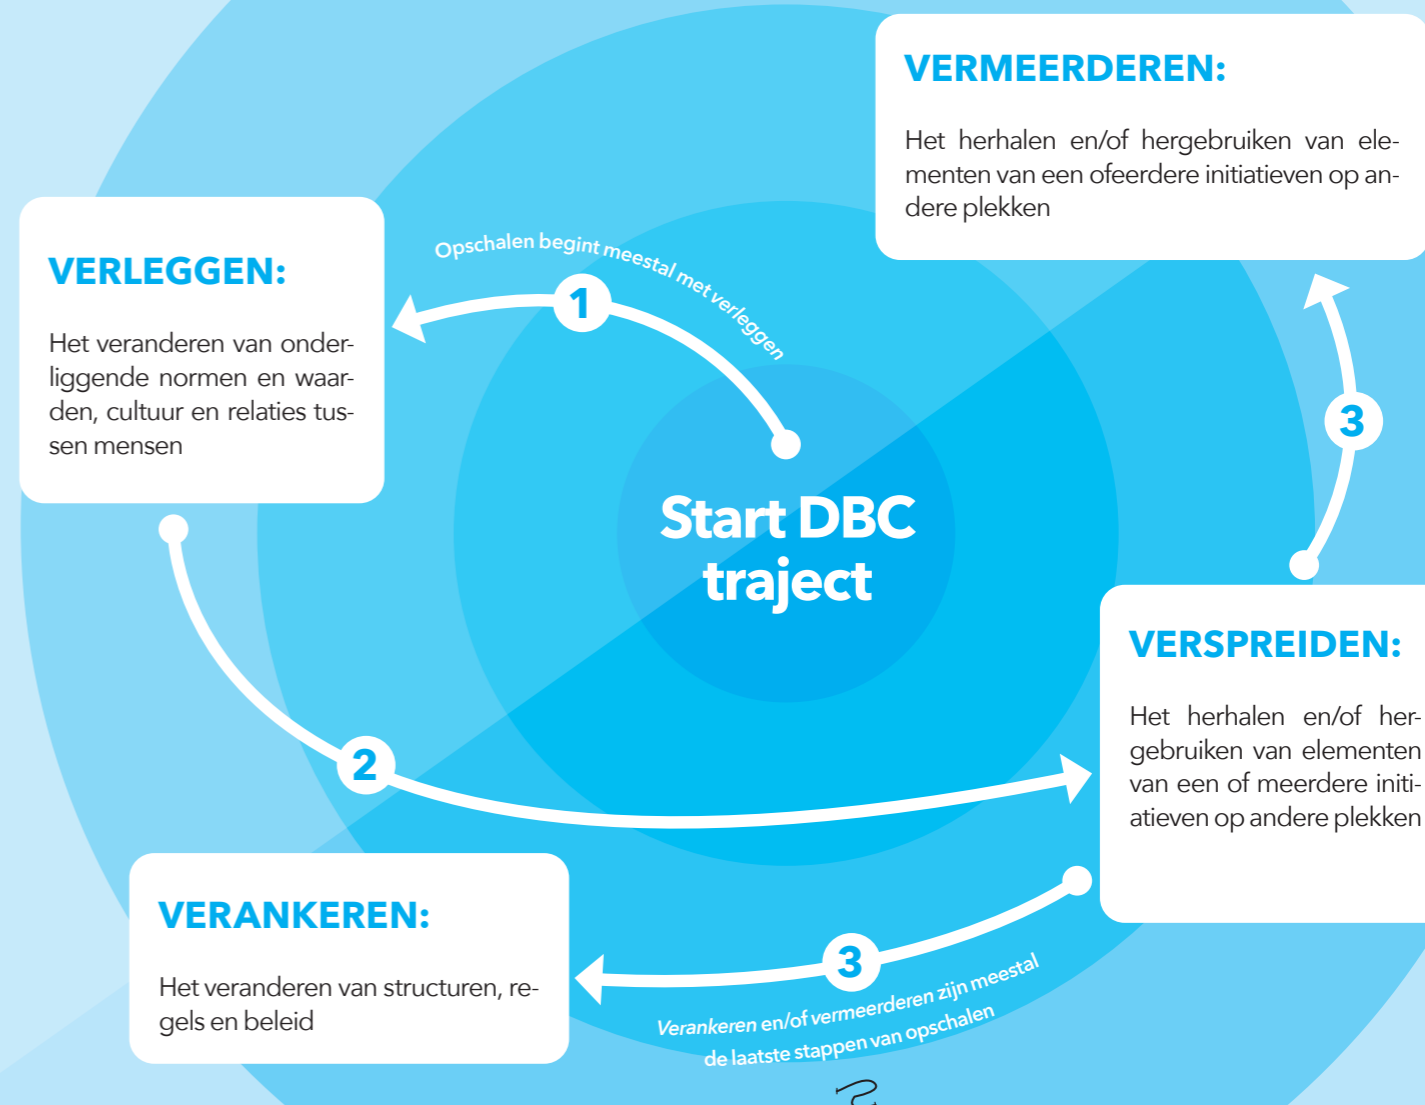 VERMEERDEREN:
Het herhalen en/of hergebruiken van ele-
menten van een ofeerdere initiatieven op an-
dere plekken
VERLEGGEN:
Het veranderen van onder-
liggende normen en waar-
den, cultuur en relaties tus-
sen mensen
Opschalen begint meestal met verleggen
1
3
Start DBC
traject
VERSPREIDEN:
Het herhalen en/of her-
gebruiken van elementen
van een of meerdere initi-
atieven op andere plekken
2
VERANKEREN:
Het veranderen van structuren, re-
gels en beleid
3
Verankeren en/of vermeerderen zijn meestal
de laatste stappen van opschalen